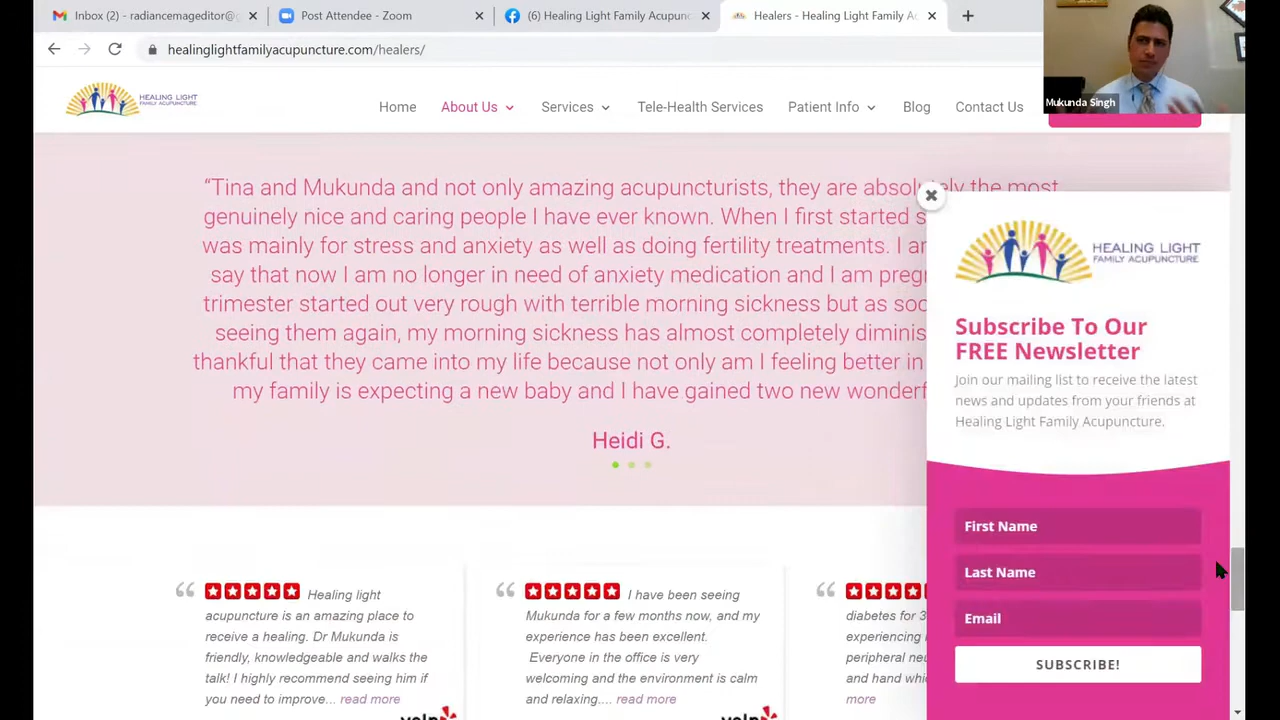 Inbox (2) - radiancemageditor@g
Post Attendee - Zoom
(6) Healing Light Family Acupunc
Healers - Healing Light Family Ac
healinglightfamilyacupuncture.com/healers/
Mukunda Singh
HEALING LIGHT
FAMILY ACUPUNCTURE
Home
About Us
Services
Tele-Health Services
Patient Info
Blog
Contact Us
“Tina and Mukunda and not only amazing acupuncturists, they are absolutely the most
genuinely nice and caring people I have ever known. When I first started s
was mainly for stress and anxiety as well as doing fertility treatments. I a
say that now I am no longer in need of anxiety medication and I am preg
trimester started out very rough with terrible morning sickness but as soo
seeing them again, my morning sickness has almost completely diminis
thankful that they came into my life because not only am I feeling better in
my family is expecting a new baby and I have gained two new wonderf
Heidi G.
HEALING LIGHT
FAMILY ACUPUNCTURE
Subscribe To Our
FREE Newsletter
Join our mailing list to receive the latest
news and updates from your friends at
Healing Light Family Acupuncture.
First Name
Last Name
Email
SUBSCRIBE!
Healing light
acupuncture is an amazing place to
receive a healing. Dr Mukunda is
friendly, knowledgeable and walks the
talk! I highly recommend seeing him if
you need to improve... read more
yelp
I have been seeing
Mukunda for a few months now, and my
experience has been excellent.
Everyone in the office is very
welcoming and the environment is calm
and relaxing.... read more
yelp
diabetes for 3
experiencing
peripheral neu
and hand whic
more